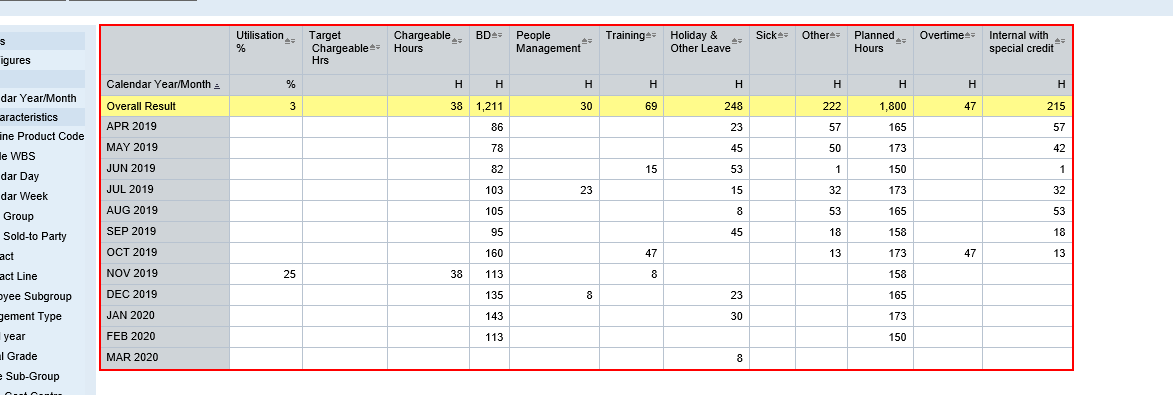 Utilisation % Target Chargeable Hrs Chargeable Hours BD People Management Training Holiday & Other Leave Sick Other Planned Hours Overtime Internal with special credit
Calendar Year/Month % H H H H H H H H H H
Overall Result 3 38 1,211 30 69 248 222 1,800 47 215
APR 2019 86 23 57 165 57
MAY 2019 78 45 50 173 42
JUN 2019 82 15 53 1 150 1
JUL 2019 103 23 15 32 173 32
AUG 2019 105 8 53 165 53
SEP 2019 95 45 18 158 18
OCT 2019 160 47 13 173 47 13
NOV 2019 25 38 113 8 158
DEC 2019 135 8 23 165
JAN 2020 143 30 173
FEB 2020 113 150
MAR 2020 8
s
igures
dar Year/Month
aracteristics
ine Product Code
le WBS
dar Day
dar Week
Group
Sold-to Party
act
act Line
oyee Subgroup
gement Type
year
al Grade
e Sub-Group